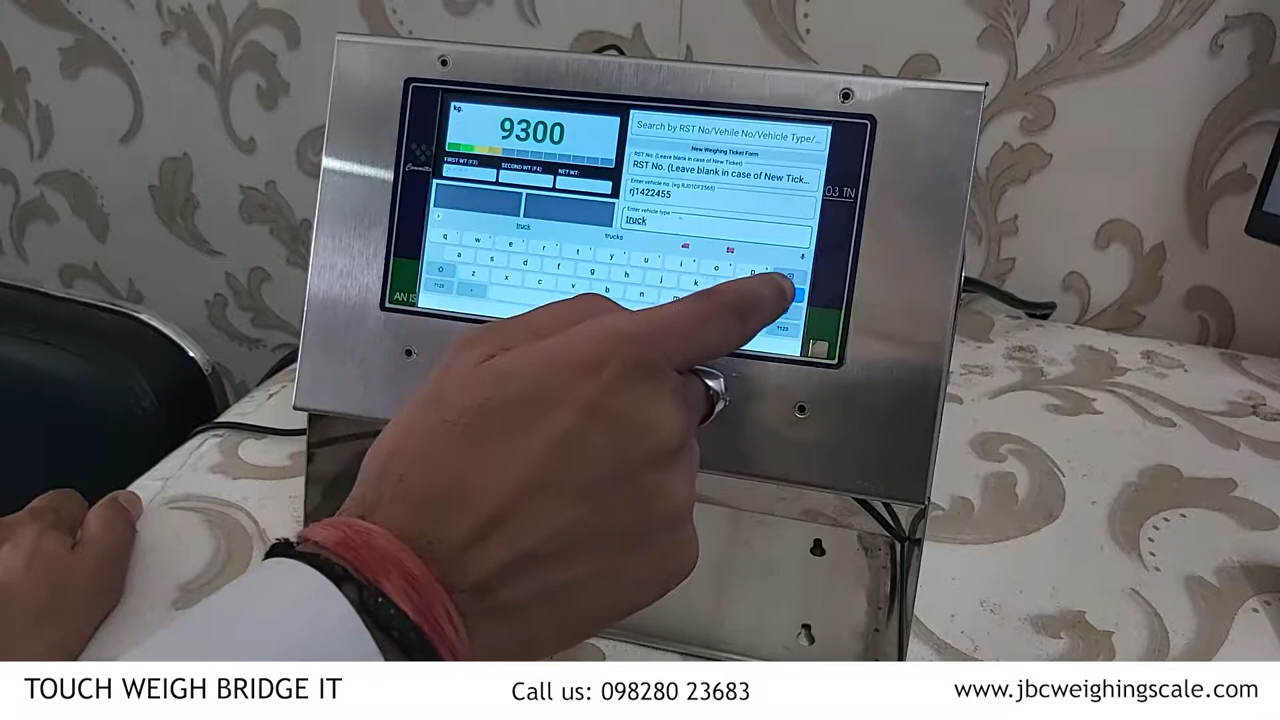 kg.
9300
FIRST WT (F3)
SECOND WT (F4)
NET WT:
Search by RST No/Vehile No/Vehicle Type/...
New Weighing Ticket Form
RST No. (Leave blank in case of New Ticket)
RST No. (Leave blank in case of New Tick...
Enter vehicle no. (eg RJ01DF2565)
rj1422455
Enter vehicle type
truck
03 TN
truck
trucks
q w e r t y u i o p
a s d f g h j k
z x c v b n m
?123 ,
?123
AN IS
TOUCH WEIGH BRIDGE IT
Call us: 098280 23683
www.jbcweighingscale.com